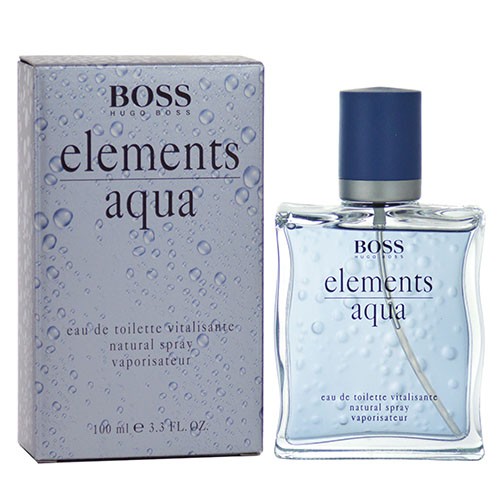 BOSS
HUGO BOSS
elements
aqua
eau de toilette vitalisante
natural spray
vaporisateur
100 ml ℮ 3.3 FL. OZ.
BOSS
HUGO BOSS
elements
aqua
eau de toilette vitalisante
natural spray
vaporisateur